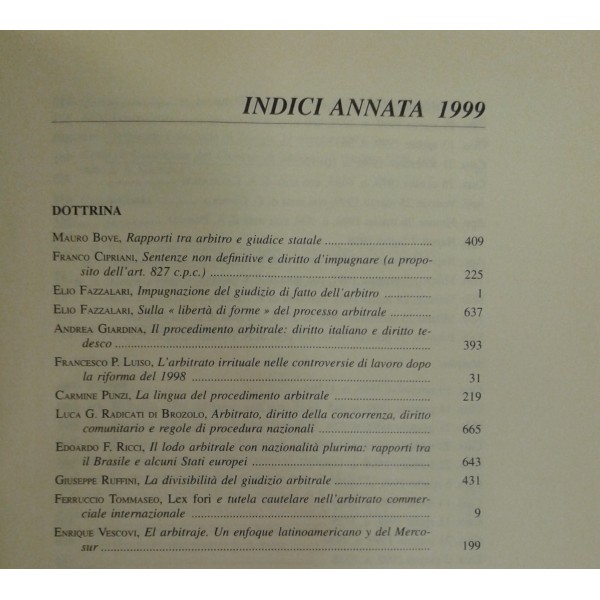 INDICI ANNATA 1999
DOTTRINA
MAURO BOVE, Rapporti tra arbitro e giudice statale ............................ 409
FRANCO CIPRIANI, Sentenze non definitive e diritto d'impugnare (a propo-
sito dell'art. 827 c.p.c.) ............................ 225
ELIO FAZZALARI, Impugnazione del giudizio di fatto dell'arbitro ............ 1
ELIO FAZZALARI, Sulla « libertà di forme » del processo arbitrale .......... 637
ANDREA GIARDINA, Il procedimento arbitrale: diritto italiano e diritto te-
desco ............................ 393
FRANCESCO P. LUISO, L'arbitrato irrituale nelle controversie di lavoro dopo
la riforma del 1998 ............................ 31
CARMINE PUNZI, La lingua del procedimento arbitrale ............................ 219
LUCA G. RADICATI DI BROZOLO, Arbitrato, diritto della concorrenza, diritto
comunitario e regole di procedura nazionali ............................ 665
EDOARDO F. RICCI, Il lodo arbitrale con nazionalità plurima: rapporti tra
il Brasile e alcuni Stati europei ............................ 643
GIUSEPPE RUFFINI, La divisibilità del giudizio arbitrale ............................ 431
FERRUCCIO TOMMASEO, Lex fori e tutela cautelare nell'arbitrato commer-
ciale internazionale ............................ 9
ENRIQUE VESCOVI, El arbitraje. Un enfoque latinoamericano y del Merco-
sur ............................ 199